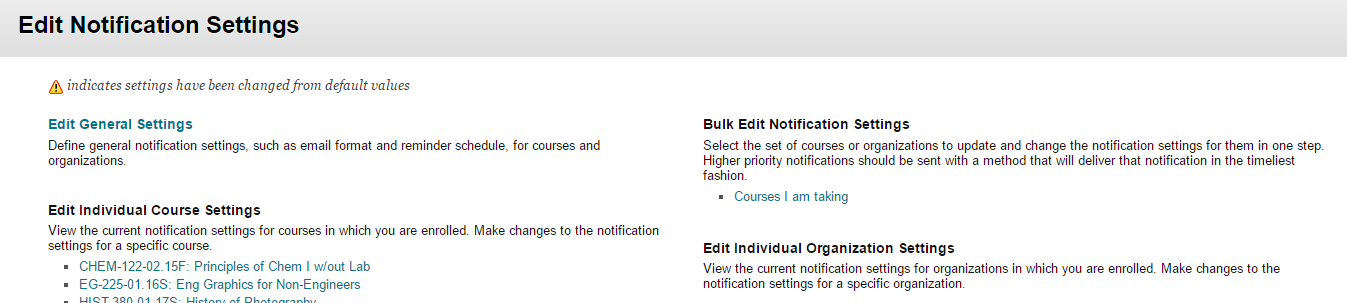 Edit Notification Settings
indicates settings have been changed from default values
Edit General Settings
Define general notification settings, such as email format and reminder schedule, for courses and
organizations.
Edit Individual Course Settings
View the current notification settings for courses in which you are enrolled. Make changes to the notification
settings for a specific course.
CHEM-122-02.15F: Principles of Chem I w/out Lab
EG-225-01.16S: Eng Graphics for Non-Engineers
HIST-380-01.17S: History of Photography
Bulk Edit Notification Settings
Select the set of courses or organizations to update and change the notification settings for them in one step.
Higher priority notifications should be sent with a method that will deliver that notification in the timeliest
fashion.
Courses I am taking
Edit Individual Organization Settings
View the current notification settings for organizations in which you are enrolled. Make changes to the
notification settings for a specific organization.